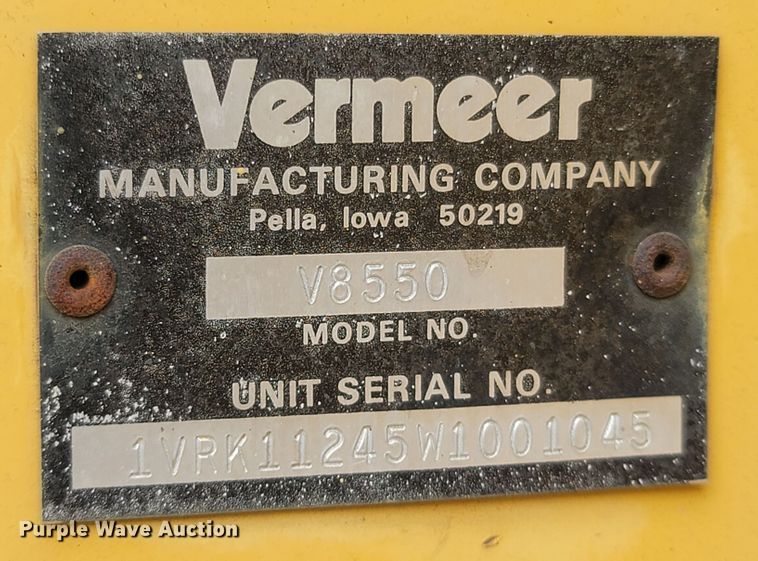 Vermeer
MANUFACTURING COMPANY
Pella, Iowa 50219
V8550
MODEL NO.
UNIT SERIAL NO.
1VRK11245W1001045
Purple Wave Auction